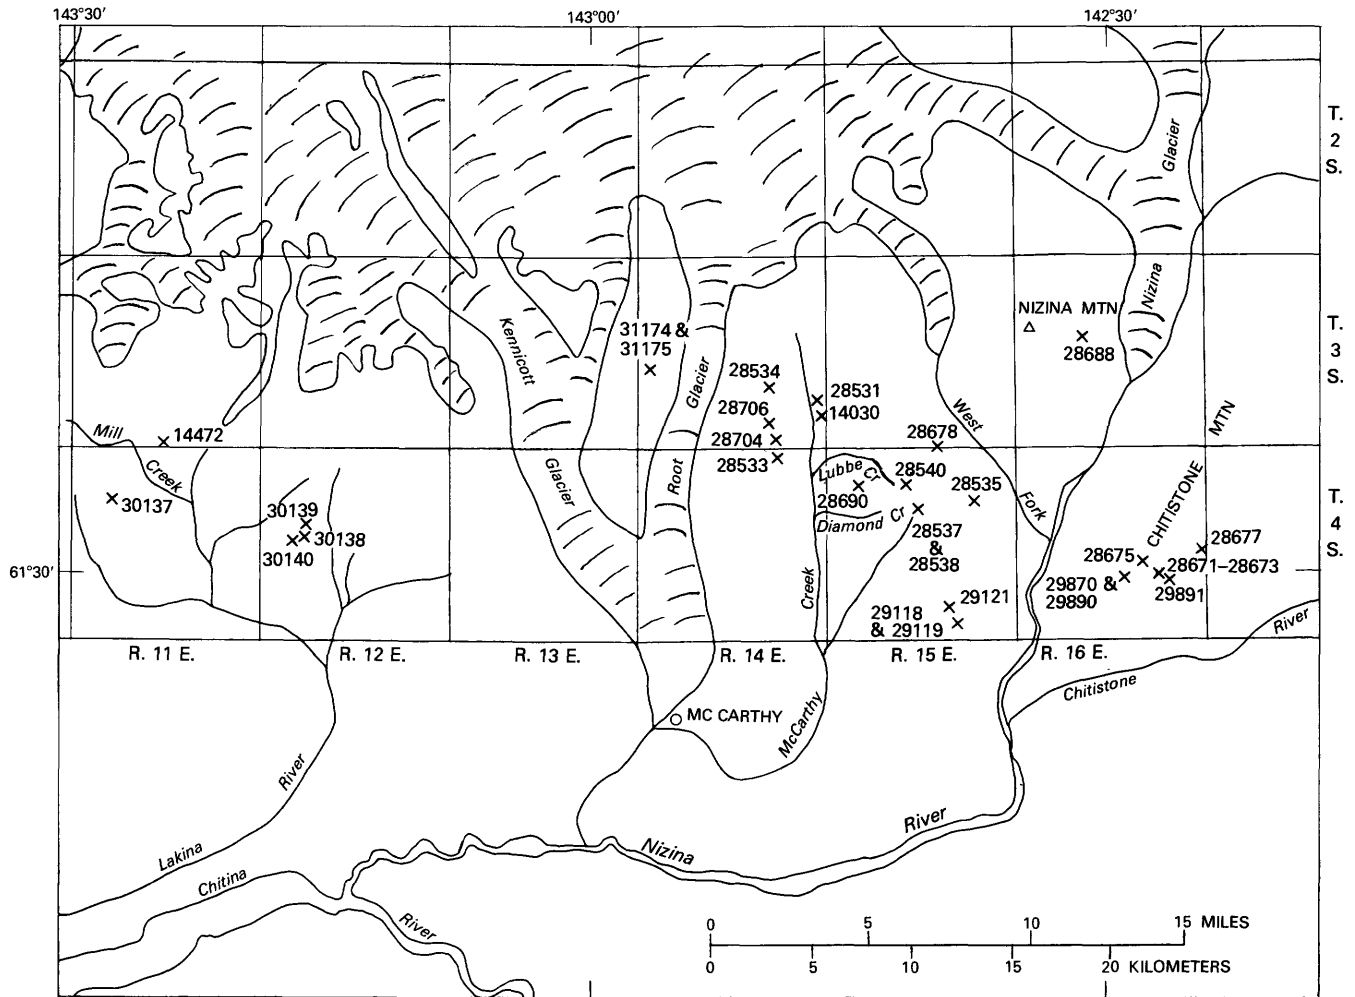 143°30′
143°00′
142°30′
T.
2
S.
Glacier
Nizina
NIZINA MTN
28688
T.
3
S.
Kennicott
Glacier
31174 &
31175
Glacier
Root
28534
28706
28704
28533
28531
14030
West
Fork
28678
MTN
CHITISTONE
Mill
Creek
14472
30137
30139
30138
30140
Lubbe
Cr
28690
28540
28535
Diamond
Cr
28537
&
28538
T.
4
S.
28677
28675
28671–28673
29870 &
29890
29891
61°30′
Creek
29121
29118
& 29119
River
R. 11 E.
R. 12 E.
R. 13 E.
R. 14 E.
R. 15 E.
R. 16 E.
Chitistone
MC CARTHY
McCarthy
River
Lakina
Nizina
River
Chitina
River
0 5 10 15 MILES
0 5 10 15 20 KILOMETERS